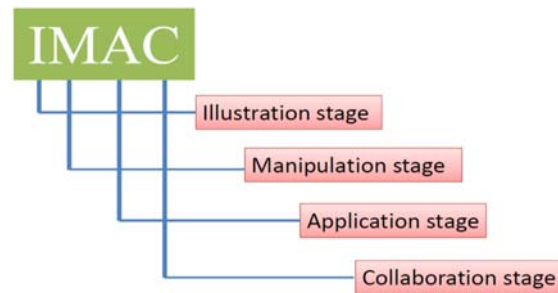 IMAC
Illustration stage
Manipulation stage
Application stage
Collaboration stage